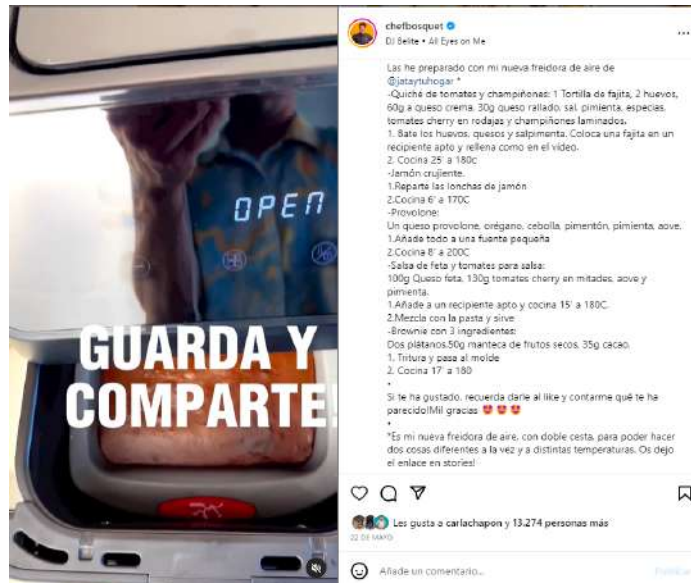 OPEN
GUARDA Y
COMPARTE!
chefbosquet
DJ Belite • All Eyes on Me
Las he preparado con mi nueva freidora de aire de
@jataytuhogar *
-Quiché de tomates y champiñones: 1 Tortilla de fajita, 2 huevos,
60g a queso crema, 30g queso rallado, sal, pimienta, especias,
tomates cherry en rodajas y champiñones laminados.
1. Bate los huevos, quesos y salpimenta. Coloca una fajita en un
recipiente apto y rellena como en el vídeo.
2. Cocina 25' a 180c
-Jamón crujiente.
1.Reparte las lonchas de jamón
2.Cocina 6' a 170C
-Provolone:
Un queso provolone, orégano, cebolla, pimentón, pimienta, aove.
1.Añade todo a una fuente pequeña
2.Cocina 8' a 200C
-Salsa de feta y tomates para salsa:
100g Queso feta, 130g tomates cherry en mitades, aove y
pimienta.
1.Añade a un recipiente apto y cocina 15' a 180C.
2.Mezcla con la pasta y sirve
-Brownie con 3 ingredientes:
Dos plátanos,50g manteca de frutos secos, 35g cacao.
1. Tritura y pasa al molde
2. Cocina 17' a 180
•
Si te ha gustado, recuerda darle al like y contarme qué te ha
parecido!Mil gracias 😍 😍 😍
•
*Es mi nueva freidora de aire, con doble cesta, para poder hacer
dos cosas diferentes a la vez y a distintas temperaturas. Os dejo
el enlace en stories!
Les gusta a carlachapon y 13.274 personas más
22 DE MAYO
Añade un comentario...
Publicar